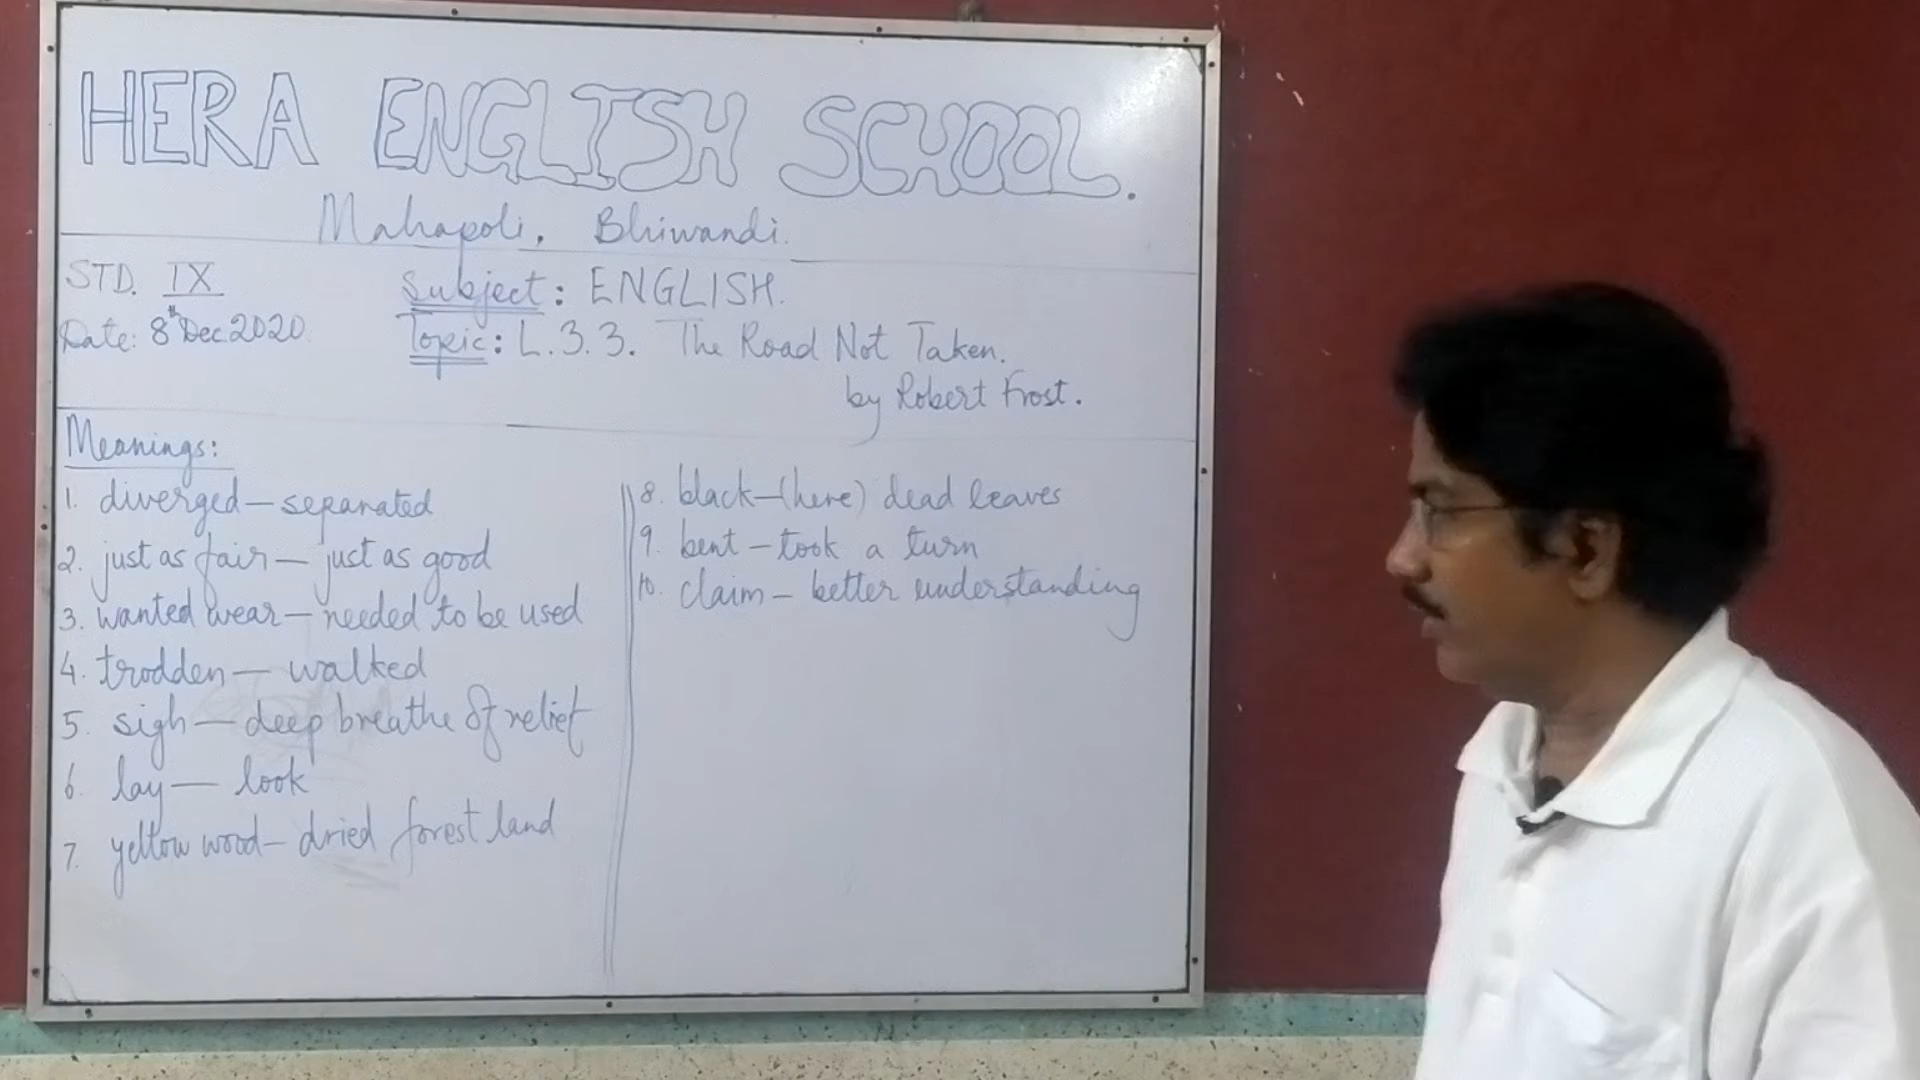 HERA ENGLISH SCHOOL.
Mahapoli, Bhiwandi.
STD. IX
Subject: ENGLISH.
Date: 8th Dec 2020
Topic: L.3.3. The Road Not Taken.
by Robert Frost.
Meanings:
1. diverged — separated
2. just as fair — just as good
3. wanted wear — needed to be used
4. trodden — walked
5. sigh — deep breathe of relief
6. lay — look
7. yellow wood — dried forest land
8. black — (here) dead leaves
9. bent — took a turn
10. claim — better understanding